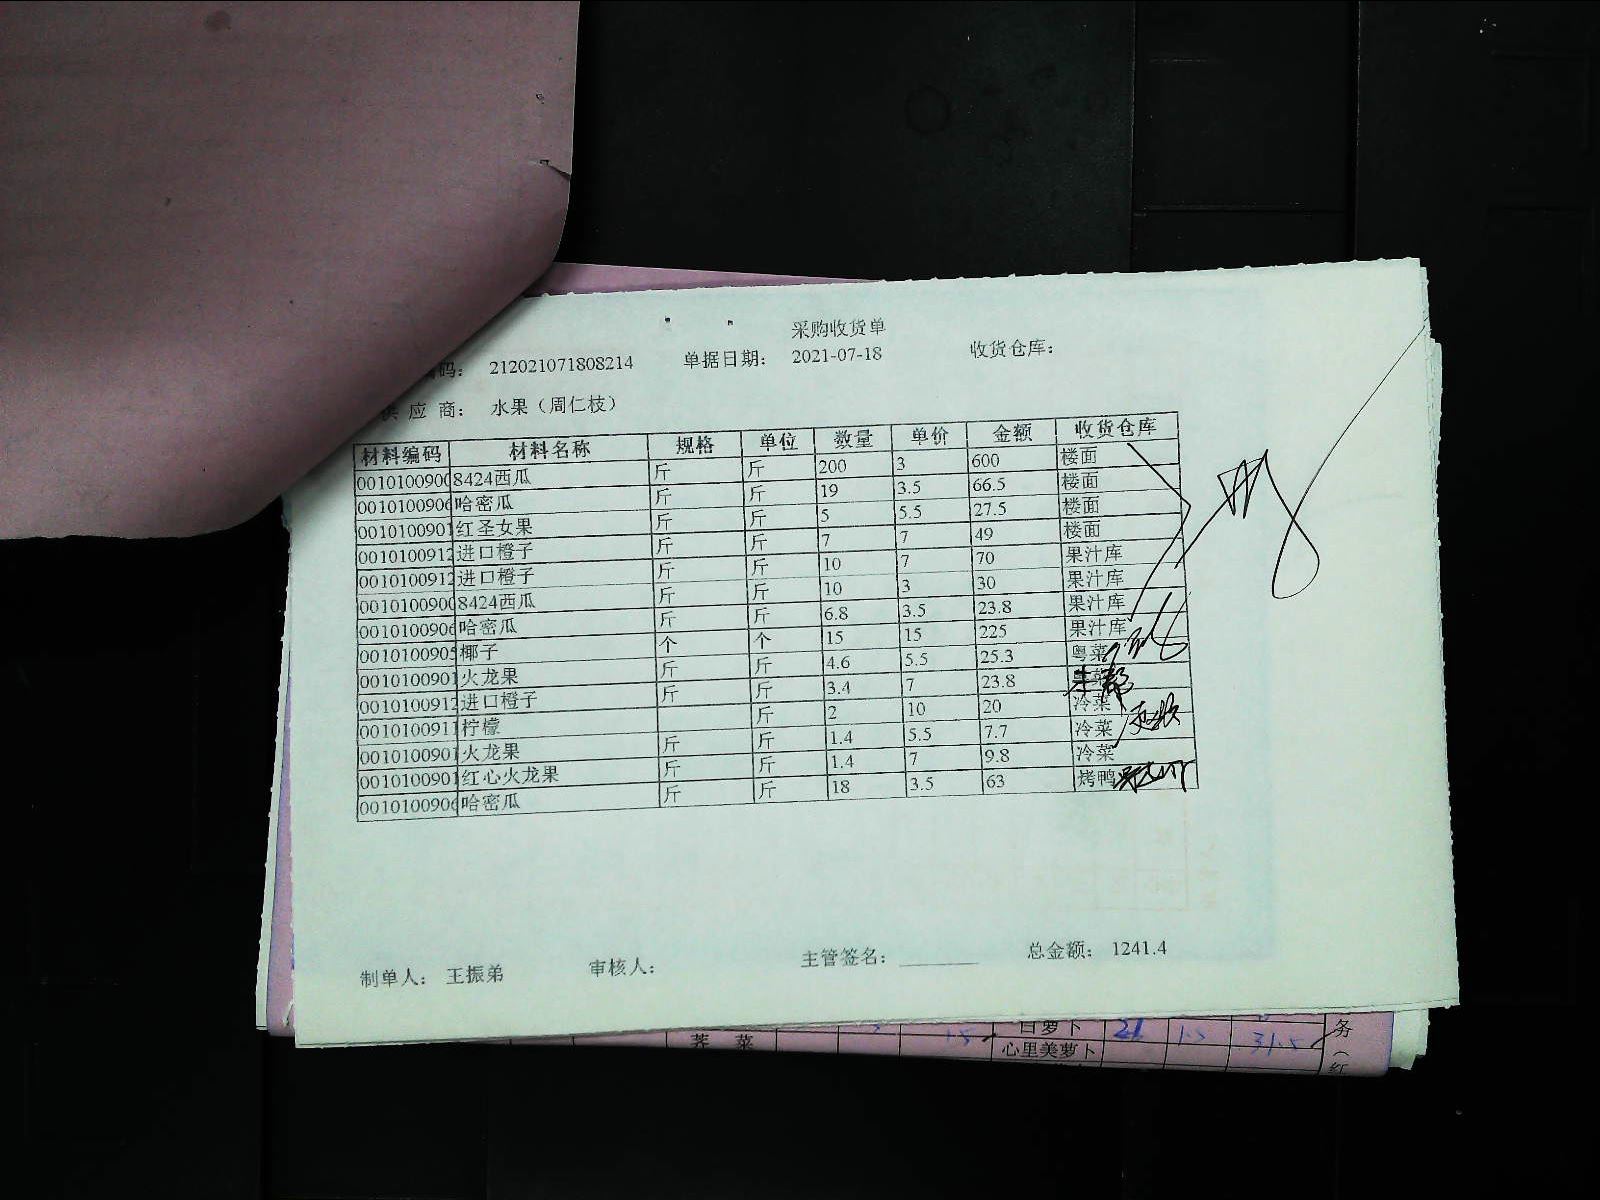 采购收货单
码： 212021071808214 单据日期： 2021-07-18 收货仓库：
供应商： 水果（周仁枝）
材料编码 材料名称 规格 单位 数量 单价 金额 收货仓库
0010100900 8424西瓜 斤 斤 200 3 600 楼面
0010100906 哈密瓜 斤 斤 19 3.5 66.5 楼面
0010100901 红圣女果 斤 斤 5 5.5 27.5 楼面
0010100912 进口橙子 斤 斤 7 7 49 楼面
0010100912 进口橙子 斤 斤 10 7 70 果汁库
0010100900 8424西瓜 斤 斤 10 3 30 果汁库
0010100906 哈密瓜 斤 斤 6.8 3.5 23.8 果汁库
0010100905 椰子 个 个 15 15 225 果汁库
0010100901 火龙果 斤 斤 4.6 5.5 25.3 粤菜
0010100912 进口橙子 斤 斤 3.4 7 23.8
0010100911 柠檬 斤 2 10 20 冷菜
0010100901 火龙果 斤 斤 1.4 5.5 7.7 冷菜
0010100901 红心火龙果 斤 斤 1.4 7 9.8 冷菜
0010100906 哈密瓜 斤 斤 18 3.5 63 烤鸭
制单人： 王振弟 审核人： 主管签名： 总金额： 1241.4
荠菜 1.5 白萝卜 21 1.5 31.5 务
心里美萝卜 （红